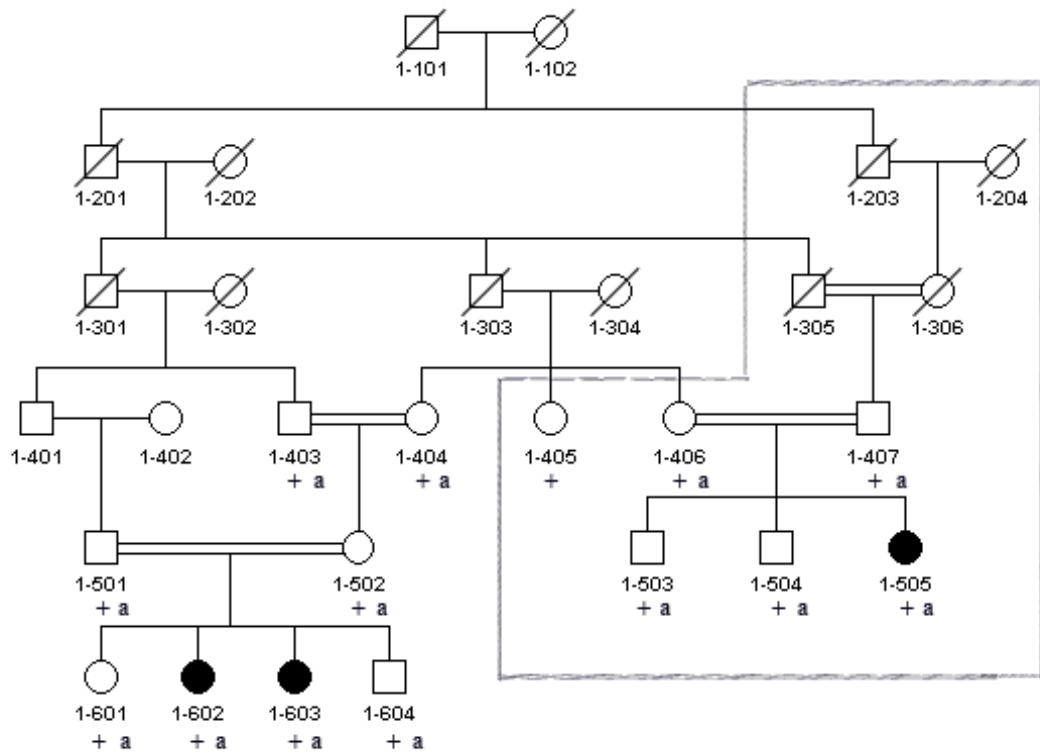 1-101 1-102
1-201 1-202 1-203 1-204
1-301 1-302 1-303 1-304 1-305 1-306
1-401 1-402 1-403 1-404 1-405 1-406 1-407
+ a + a + + a + a
1-501 1-502 1-503 1-504 1-505
+ a + a + a + a + a
1-601 1-602 1-603 1-604
+ a + a + a + a